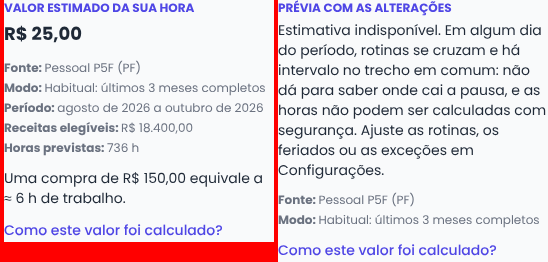 VALOR ESTIMADO DA SUA HORA
R$ 25,00
Fonte: Pessoal P5F (PF)
Modo: Habitual: últimos 3 meses completos
Período: agosto de 2026 a outubro de 2026
Receitas elegíveis: R$ 18.400,00
Horas previstas: 736 h
Uma compra de R$ 150,00 equivale a
≈ 6 h de trabalho.
Como este valor foi calculado?
PRÉVIA COM AS ALTERAÇÕES
Estimativa indisponível. Em algum dia
do período, rotinas se cruzam e há
intervalo no trecho em comum: não
dá para saber onde cai a pausa, e as
horas não podem ser calculadas com
segurança. Ajuste as rotinas, os
feriados ou as exceções em
Configurações.
Fonte: Pessoal P5F (PF)
Modo: Habitual: últimos 3 meses completos
Como este valor foi calculado?